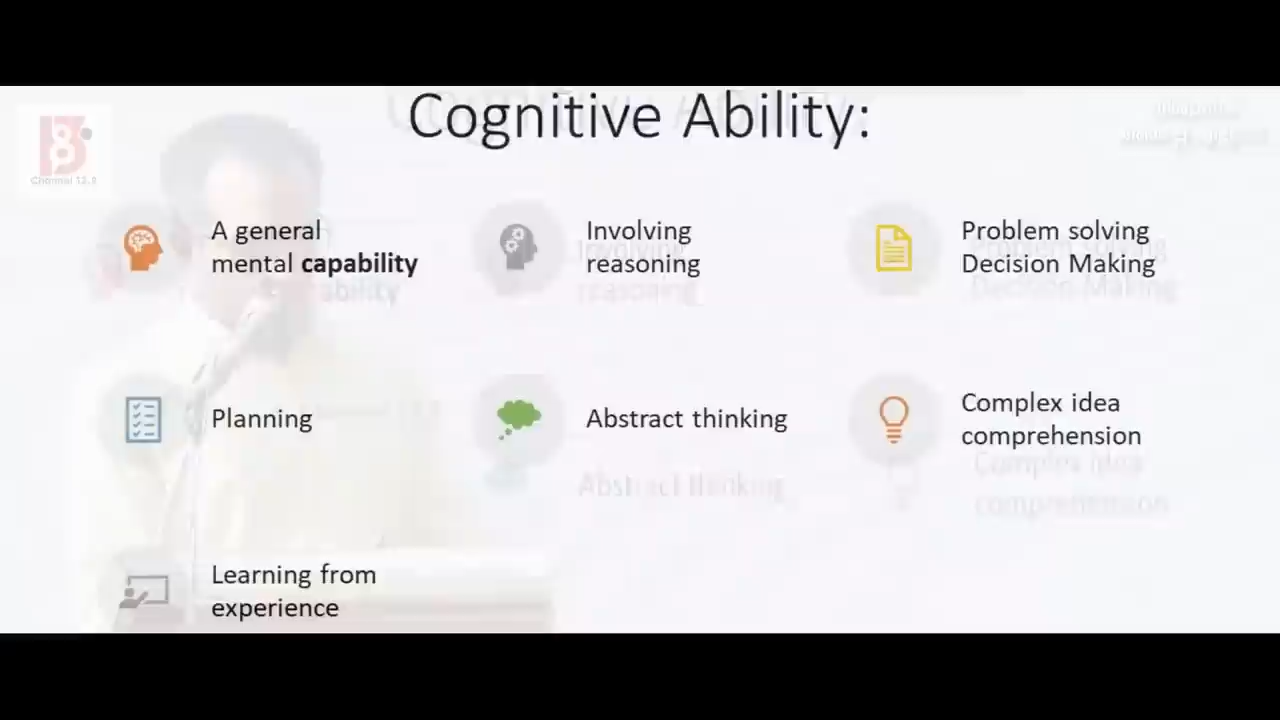 Cognitive Ability:
A general
mental capability
Involving
reasoning
Problem solving
Decision Making
Planning
Abstract thinking
Complex idea
comprehension
Learning from
experience